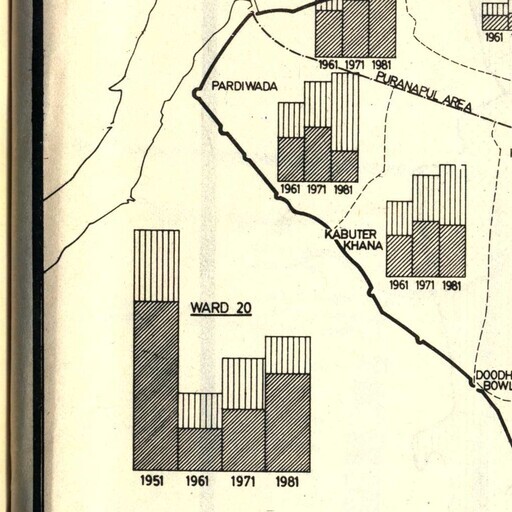 1961 1971 1981
1961
PARDIWADA
PURANAPUL AREA
1961 1971 1981
KABUTER
KHANA
1961 1971 1981
WARD 20
DOODH
BOWL
1951 1961 1971 1981